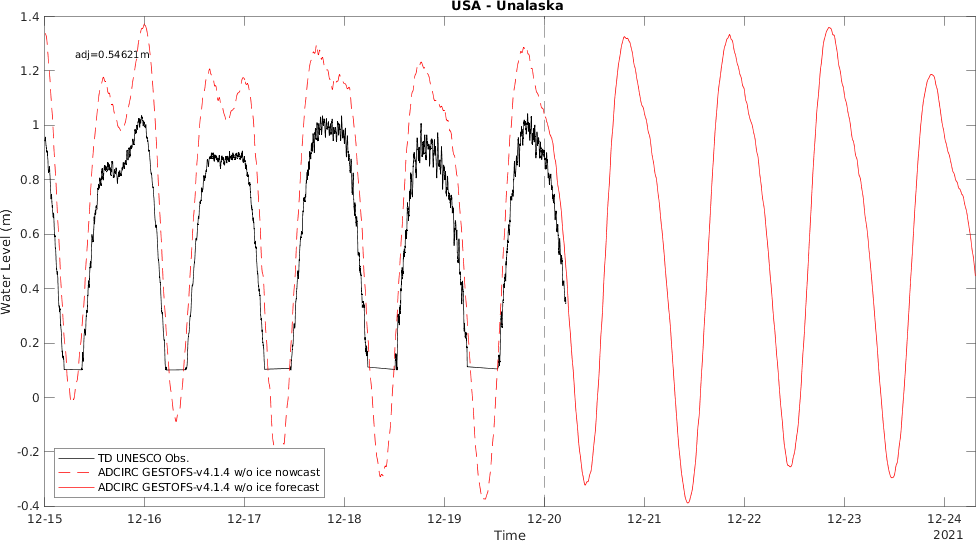 USA - Unalaska
adj=0.54621m
Water Level (m)
1.4
1.2
1
0.8
0.6
0.4
0.2
0
-0.2
-0.4
TD UNESCO Obs.
ADCIRC GESTOFS-v4.1.4 w/o ice nowcast
ADCIRC GESTOFS-v4.1.4 w/o ice forecast
12-15 12-16 12-17 12-18 12-19 12-20 12-21 12-22 12-23 12-24
Time
2021